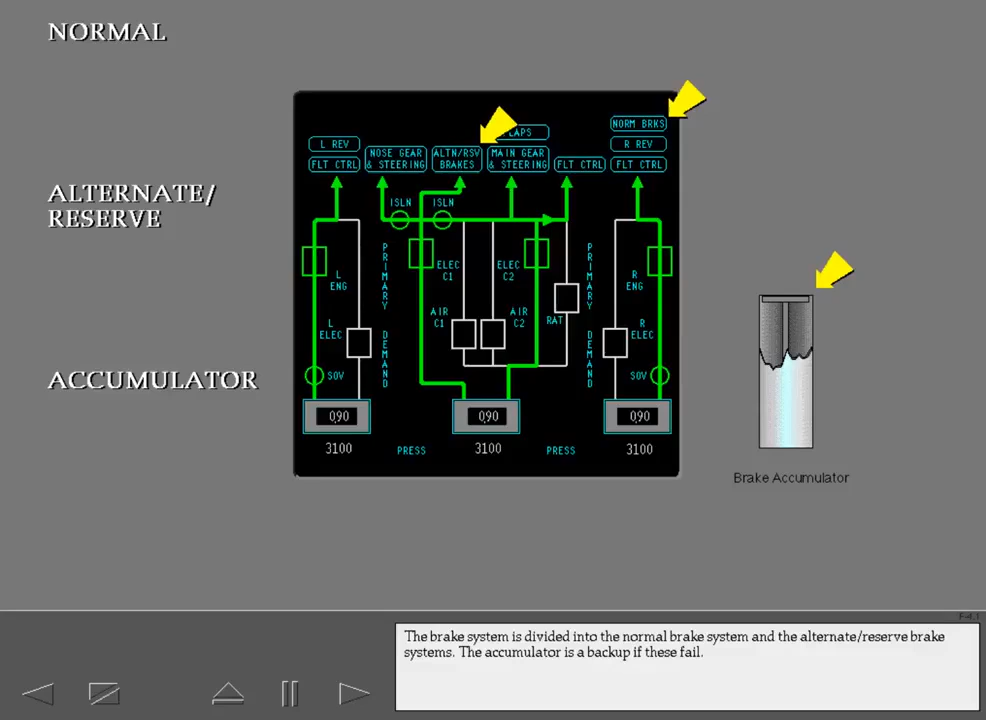 NORMAL
NORM BRKS
FLAPS
L REV
R REV
NOSE GEAR
& STEERING
ALTN/RSV
BRAKES
MAIN GEAR
& STEERING
FLT CTRL
FLT CTRL
FLT CTRL
ALTERNATE/
RESERVE
ISLN
ISLN
PRIMARY
PRIMARY
L
ENG
ELEC
C1
ELEC
C2
R
ENG
AIR
C1
AIR
C2
RAT
L
ELEC
R
ELEC
DEMAND
DEMAND
ACCUMULATOR
SOV
SOV
0.90
0.90
0.90
3100
PRESS
3100
PRESS
3100
Brake Accumulator
The brake system is divided into the normal brake system and the alternate/reserve brake
systems. The accumulator is a backup if these fail.